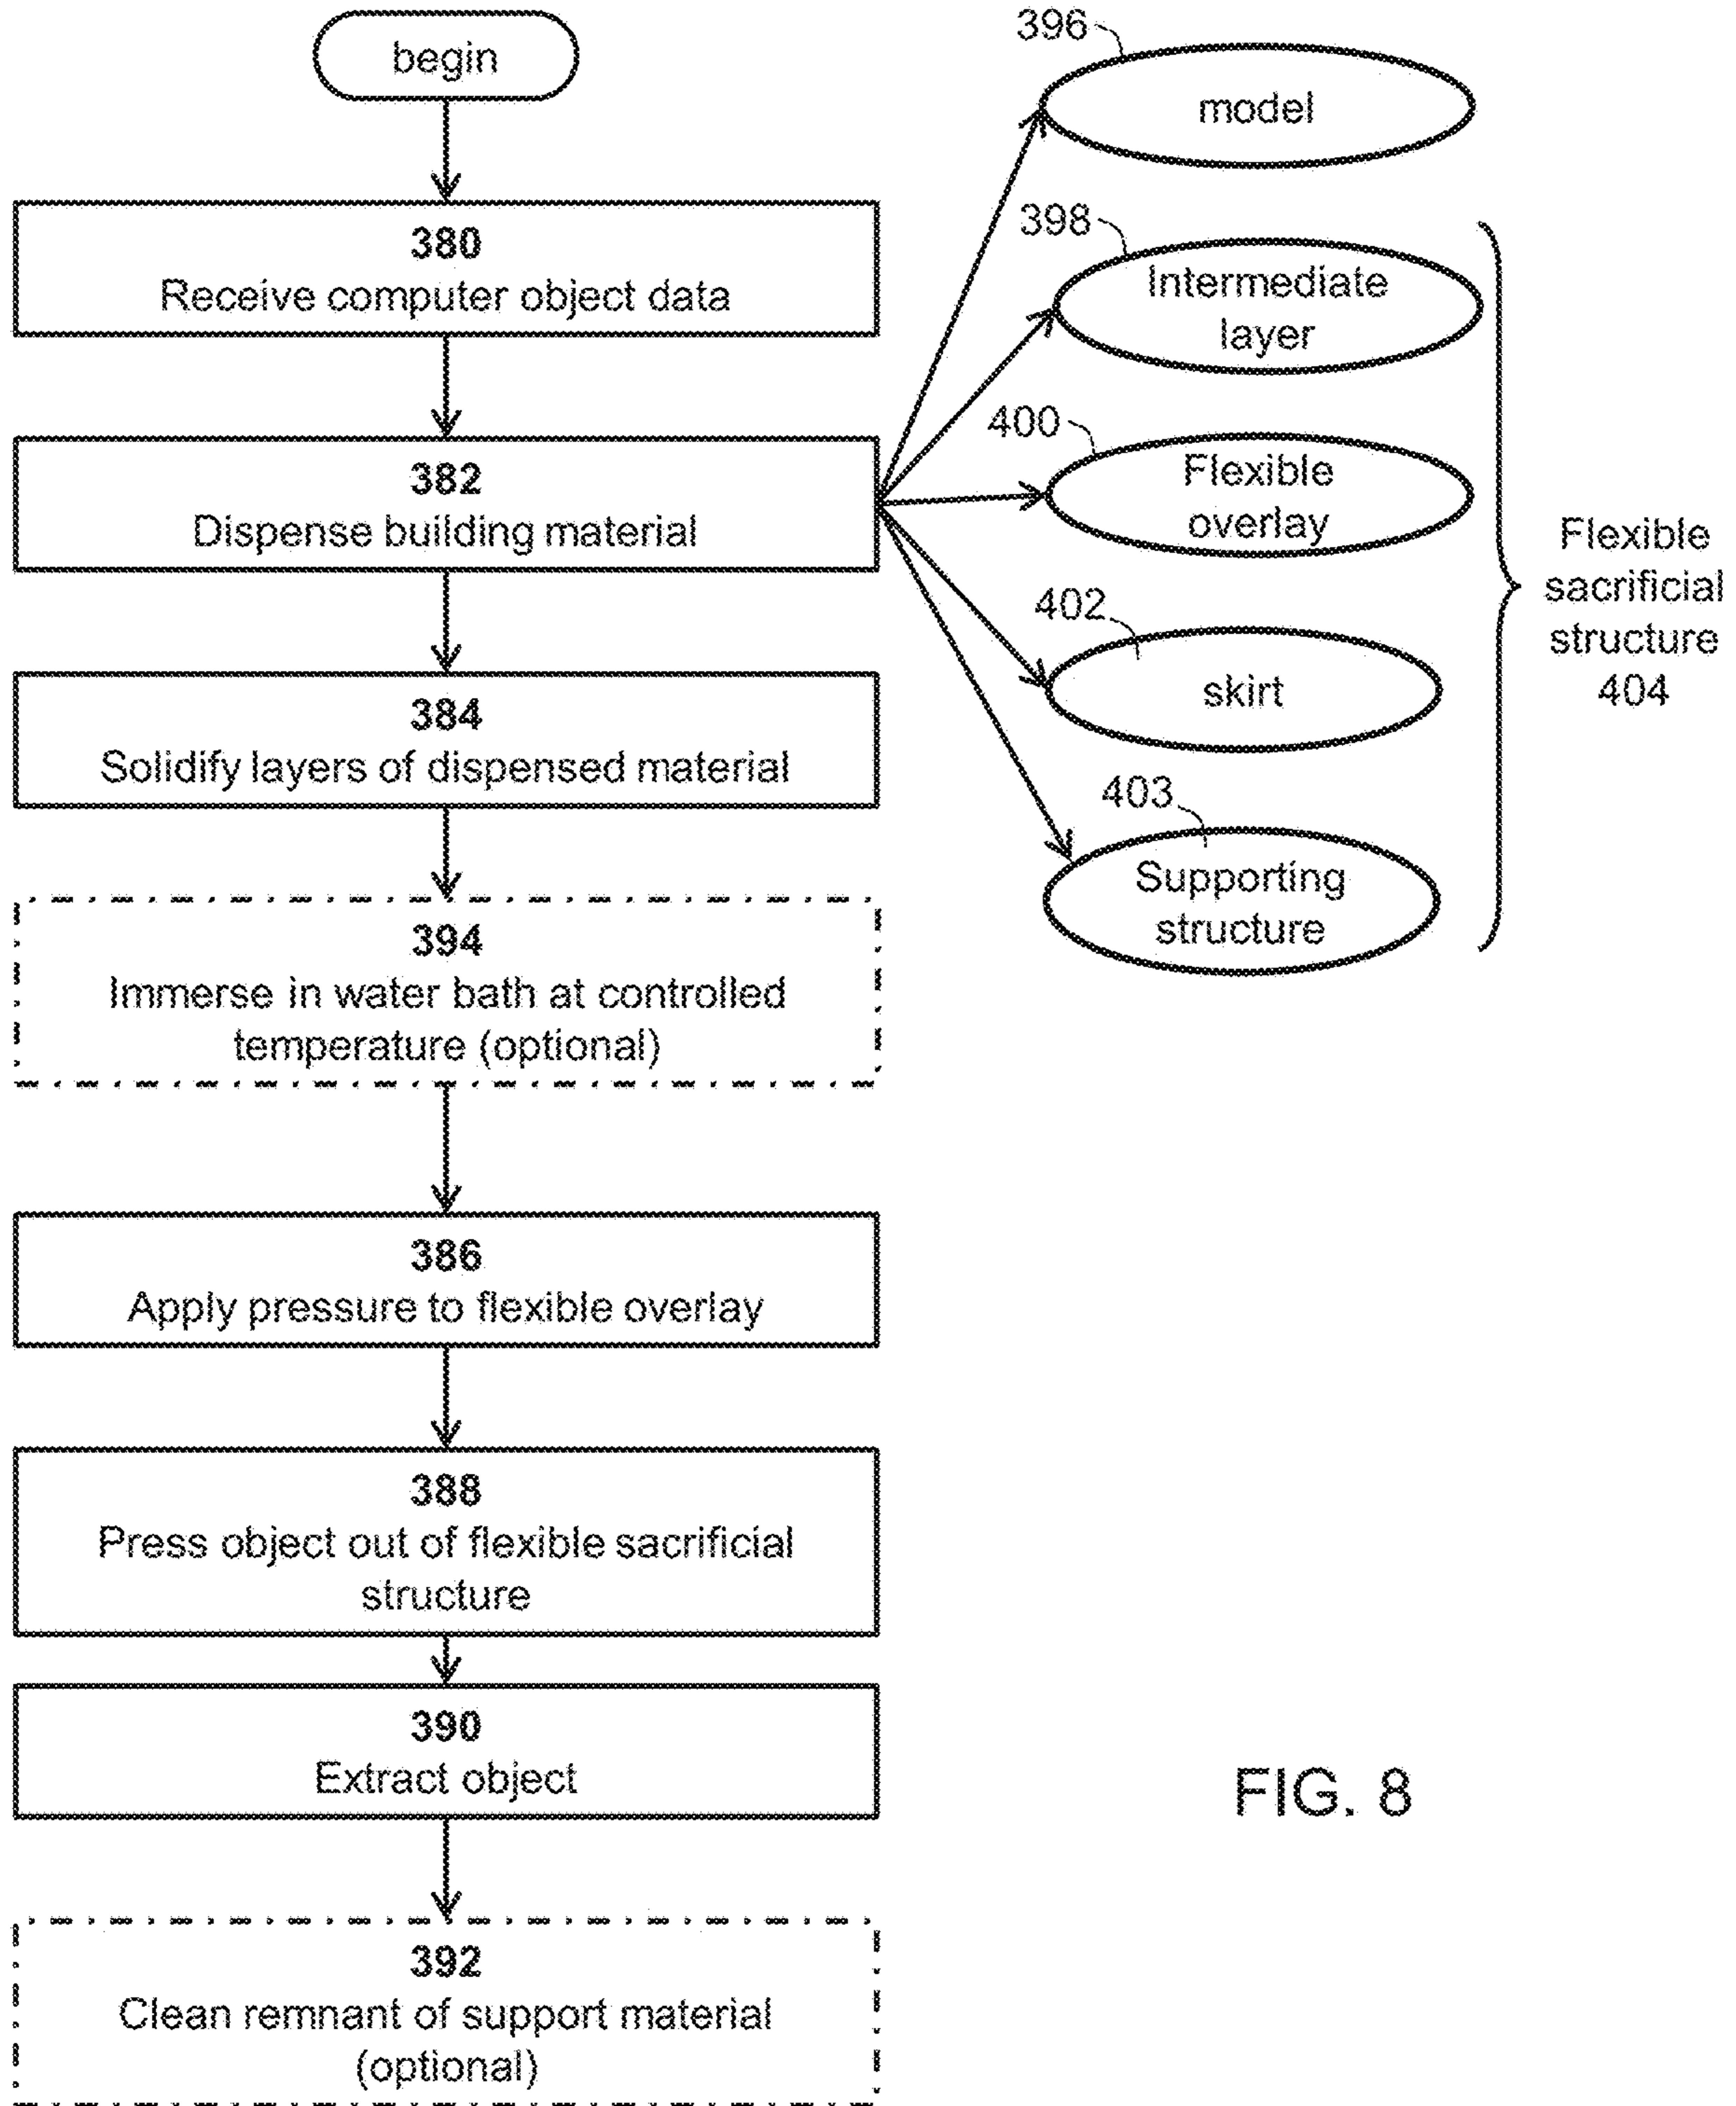 begin
380
Receive computer object data
382
Dispense building material
384
Solidify layers of dispensed material
394
Immerse in water bath at controlled
temperature (optional)
386
Apply pressure to flexible overlay
388
Press object out of flexible sacrificial
structure
390
Extract object
392
Clean remnant of support material
(optional)
396
model
398
Intermediate
layer
400
Flexible
overlay
402
skirt
403
Supporting
structure
Flexible
sacrificial
structure
404
FIG. 8